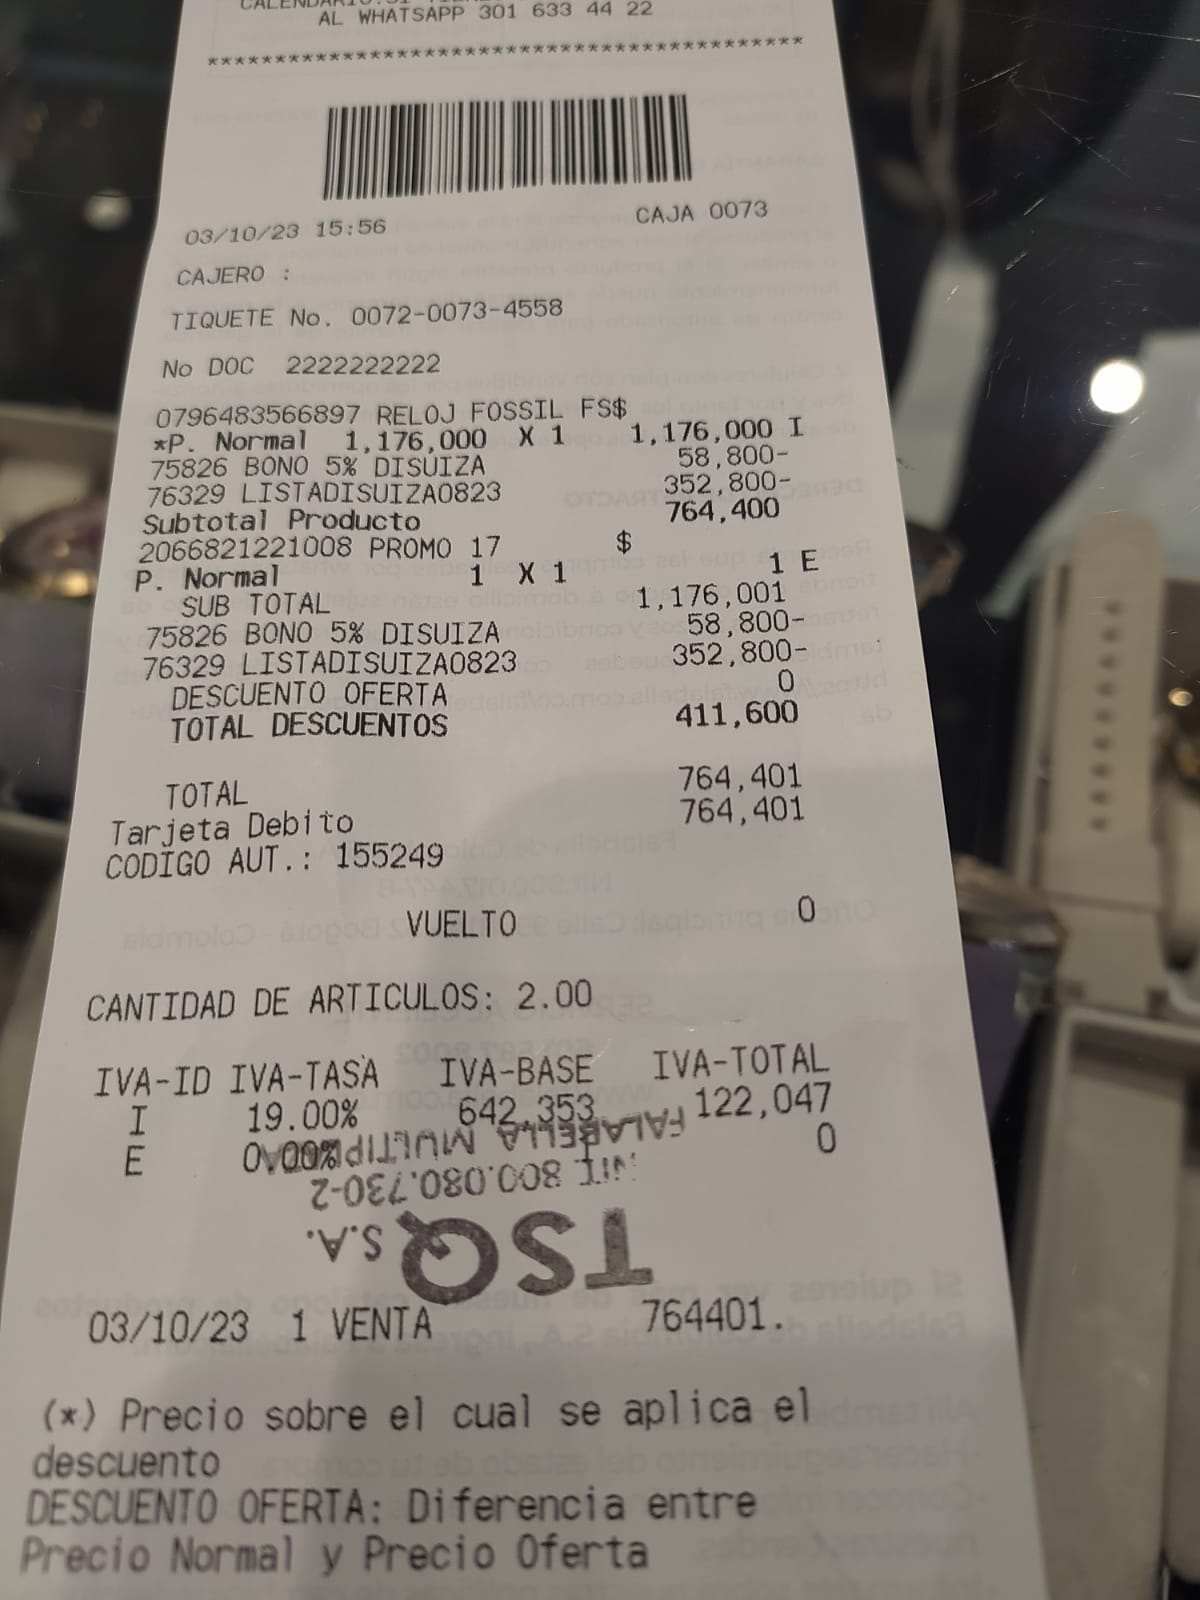 AL WHATSAPP 301 633 44 22
********************************************
03/10/23 15:56 CAJA 0073
CAJERO :
TIQUETE No. 0072-0073-4558
No DOC 2222222222
0796483566897 RELOJ FOSSIL FS$
*P. Normal 1,176,000 X 1 1,176,000 I
75826 BONO 5% DISUIZA 58,800-
76329 LISTADISUIZA0823 352,800-
Subtotal Producto 764,400
2066821221008 PROMO 17 $
P. Normal 1 X 1 1 E
SUB TOTAL 1,176,001
75826 BONO 5% DISUIZA 58,800-
76329 LISTADISUIZA0823 352,800-
DESCUENTO OFERTA 0
TOTAL DESCUENTOS 411,600
TOTAL 764,401
Tarjeta Debito 764,401
CODIGO AUT.: 155249
VUELTO 0
CANTIDAD DE ARTICULOS: 2.00
IVA-ID IVA-TASA IVA-BASE IVA-TOTAL
I 19.00% 642,353 122,047
E 0.00% 0
FALABELLA
NIT. 800.080.730-2
TSQ S.A.
03/10/23 1 VENTA 764401.
(*) Precio sobre el cual se aplica el
descuento
DESCUENTO OFERTA: Diferencia entre
Precio Normal y Precio Oferta